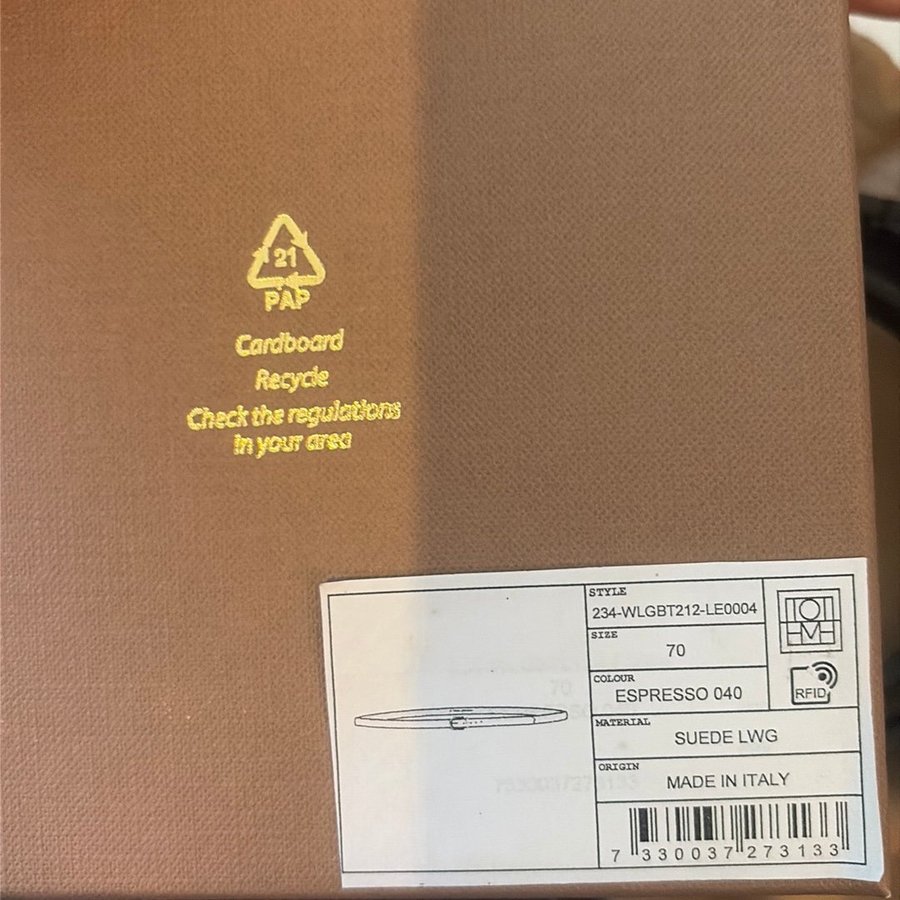 21
PAP
Cardboard
Recycle
Check the regulations
in your area
STYLE
234-WLGBT212-LE0004
SIZE
70
COLOUR
ESPRESSO 040
RFID
MATERIAL
SUEDE LWG
ORIGIN
MADE IN ITALY
7 330037 273133